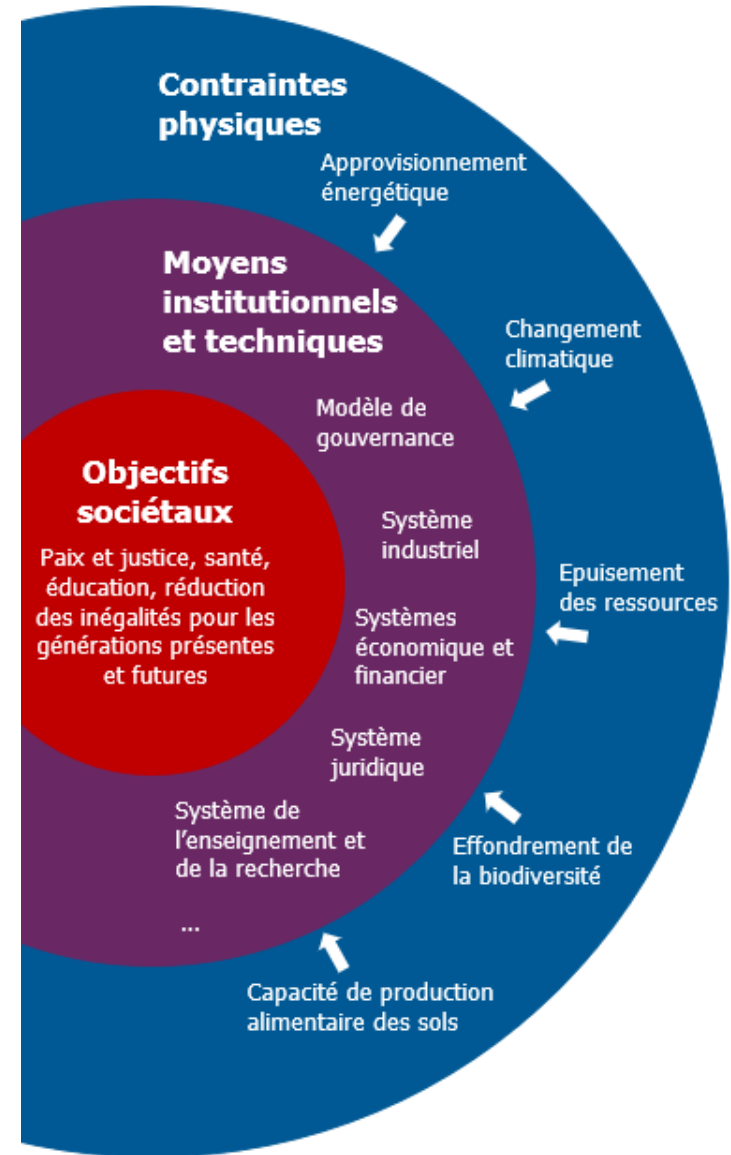 Contraintes
physiques
Approvisionnement
énergétique
Moyens
institutionnels
et techniques
Changement
climatique
Modèle de
gouvernance
Objectifs
sociétaux
Paix et justice, santé,
éducation, réduction
des inégalités pour les
générations présentes
et futures
Système
industriel
Epuisement
des ressources
Systèmes
économique et
financier
Système
juridique
Système de
l’enseignement et
de la recherche
...
Effondrement de
la biodiversité
Capacité de production
alimentaire des sols